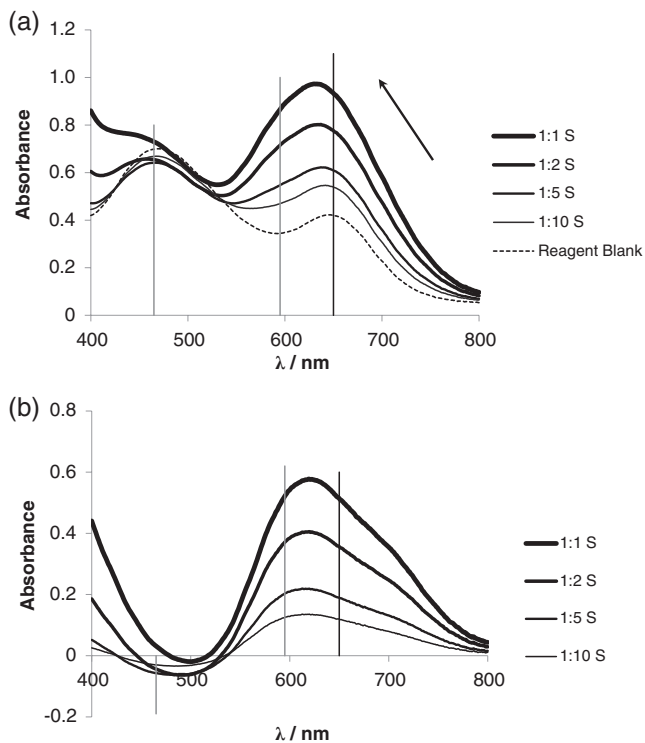 (a)
1.2
1.0
0.8
0.6
0.4
0.2
0
Absorbance
400 500 600 700 800
λ / nm
1:1 S
1:2 S
1:5 S
1:10 S
Reagent Blank
(b)
0.8
0.6
0.4
0.2
0
-0.2
Absorbance
400 500 600 700 800
λ / nm
1:1 S
1:2 S
1:5 S
1:10 S